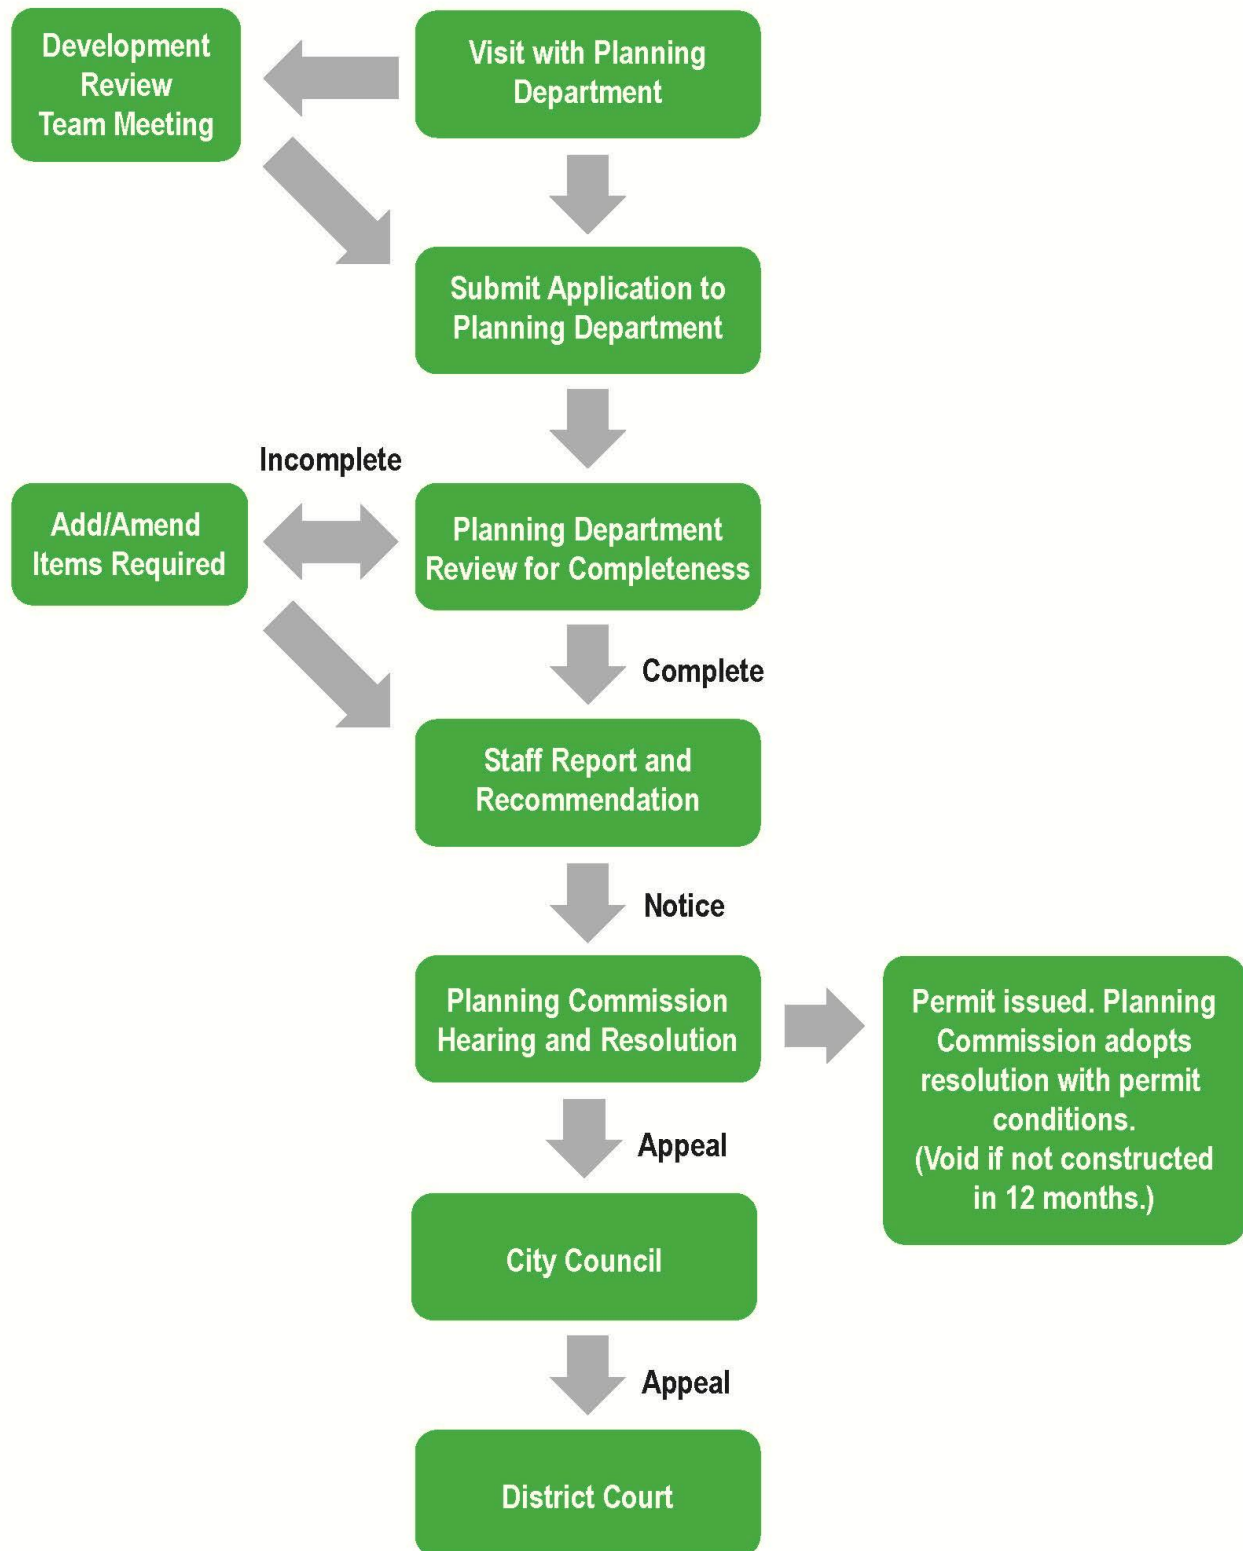 Development
Review
Team Meeting
Visit with Planning
Department
Submit Application to
Planning Department
Incomplete
Add/Amend
Items Required
Planning Department
Review for Completeness
Complete
Staff Report and
Recommendation
Notice
Planning Commission
Hearing and Resolution
Permit issued. Planning
Commission adopts
resolution with permit
conditions.
(Void if not constructed
in 12 months.)
Appeal
City Council
Appeal
District Court